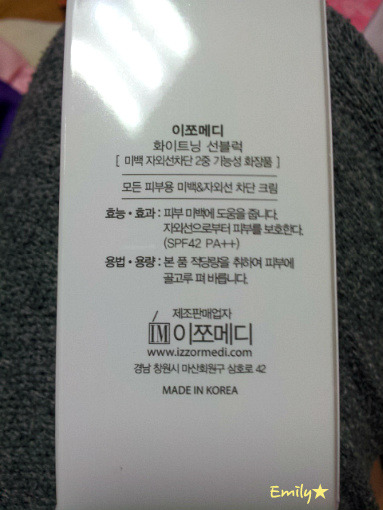 이쪼메디
화이트닝 선블럭
[ 미백 자외선차단 2중 기능성 화장품 ]
모든 피부용 미백&자외선 차단 크림
효능 • 효과 : 피부 미백에 도움을 줍니다.
자외선으로부터 피부를 보호한다.
(SPF42 PA++)
용법 • 용량 : 본 품 적당량을 취하여 피부에
골고루 펴 바릅니다.
제조판매업자
IM 이쪼메디
www.izzormedi.com
경남 창원시 마산회원구 삼호로 42
MADE IN KOREA
Emily★